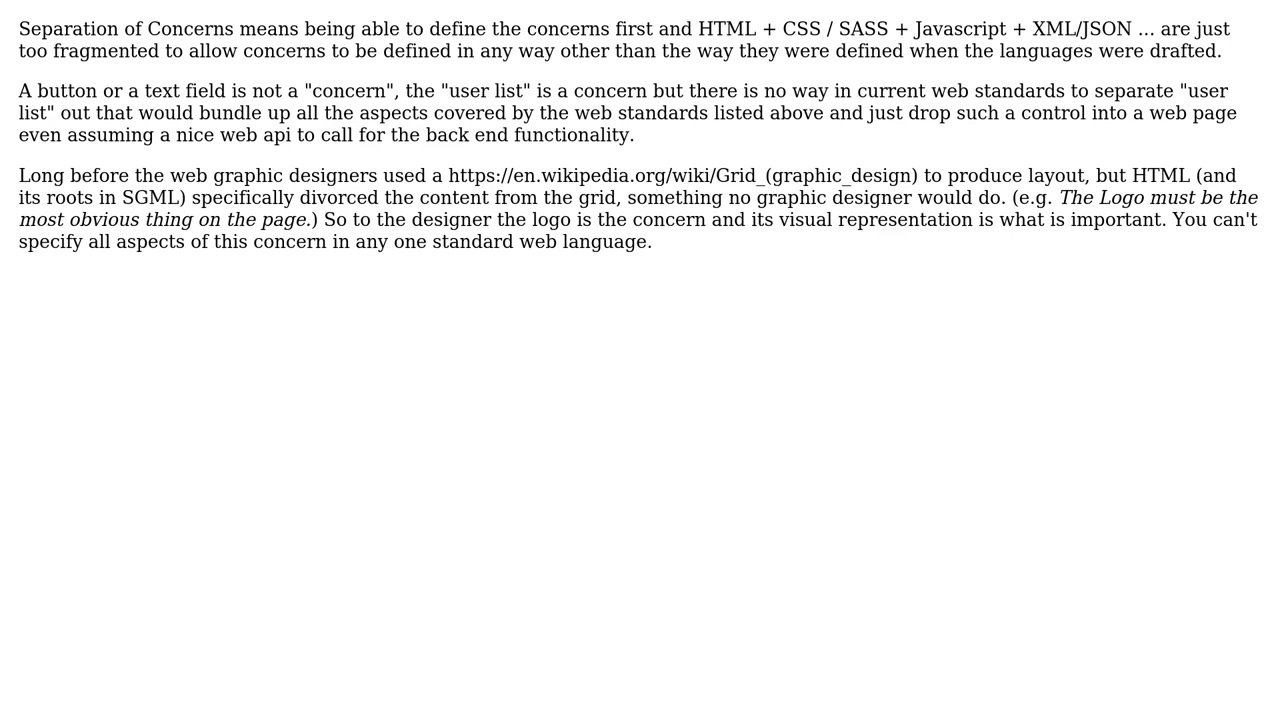 Separation of Concerns means being able to define the concerns first and HTML + CSS / SASS + Javascript + XML/JSON ... are just
too fragmented to allow concerns to be defined in any way other than the way they were defined when the languages were drafted.
A button or a text field is not a "concern", the "user list" is a concern but there is no way in current web standards to separate "user
list" out that would bundle up all the aspects covered by the web standards listed above and just drop such a control into a web page
even assuming a nice web api to call for the back end functionality.
Long before the web graphic designers used a https://en.wikipedia.org/wiki/Grid_(graphic_design) to produce layout, but HTML (and
its roots in SGML) specifically divorced the content from the grid, something no graphic designer would do. (e.g. The Logo must be the
most obvious thing on the page.) So to the designer the logo is the concern and its visual representation is what is important. You can't
specify all aspects of this concern in any one standard web language.